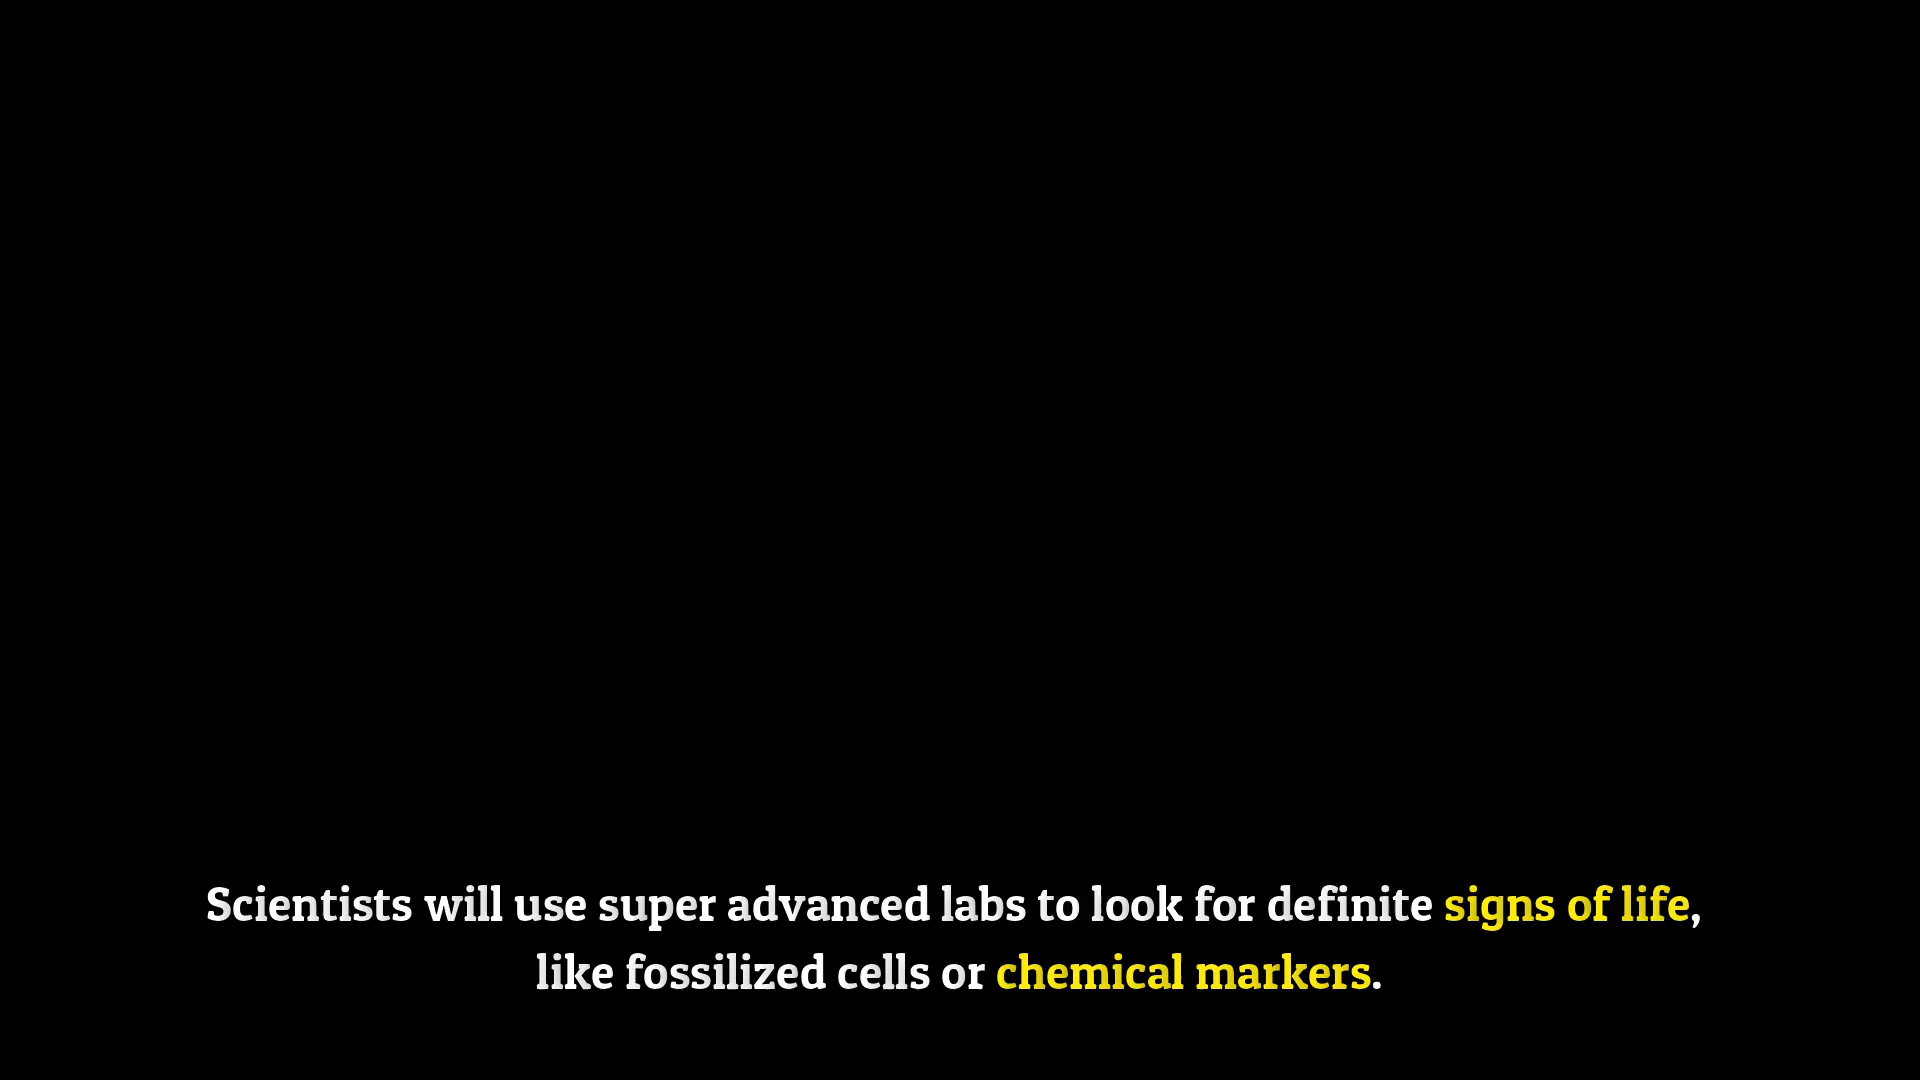 Scientists will use super advanced labs to look for definite signs of life,
like fossilized cells or chemical markers.